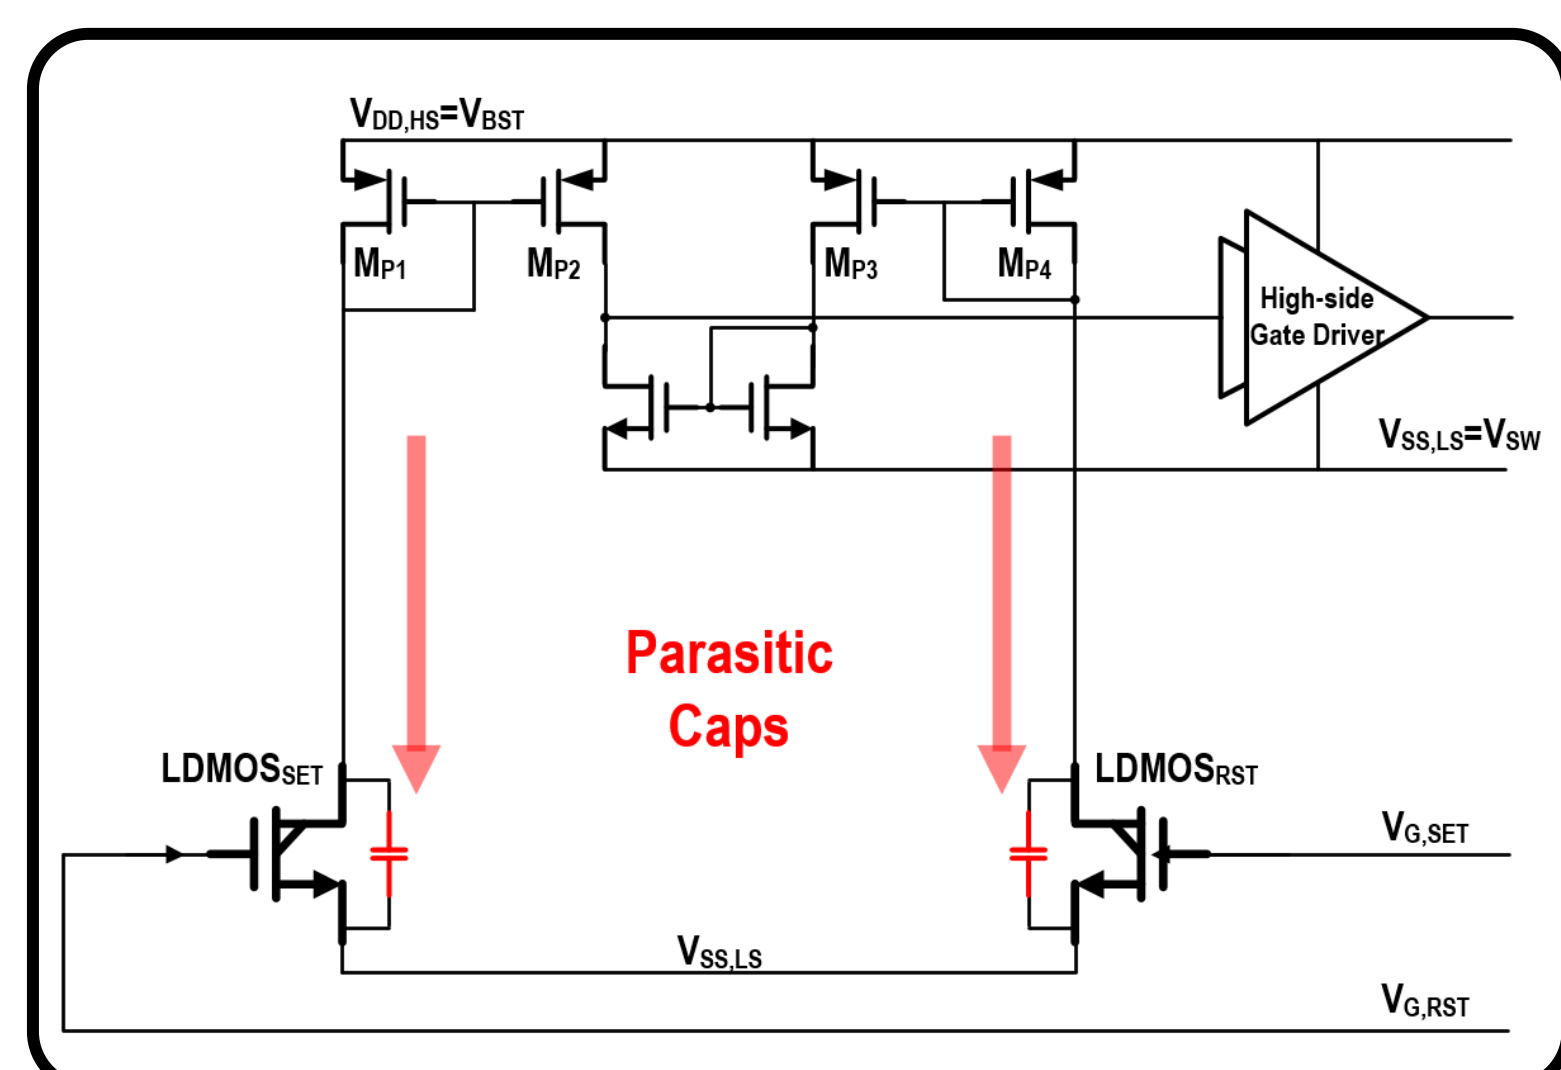 VDD,HS=VBST
MP1
MP2
MP3
MP4
High-side
Gate Driver
VSS,LS=VSW
Parasitic
Caps
LDMOSSET
LDMOSRST
VG,SET
VSS,LS
VG,RST